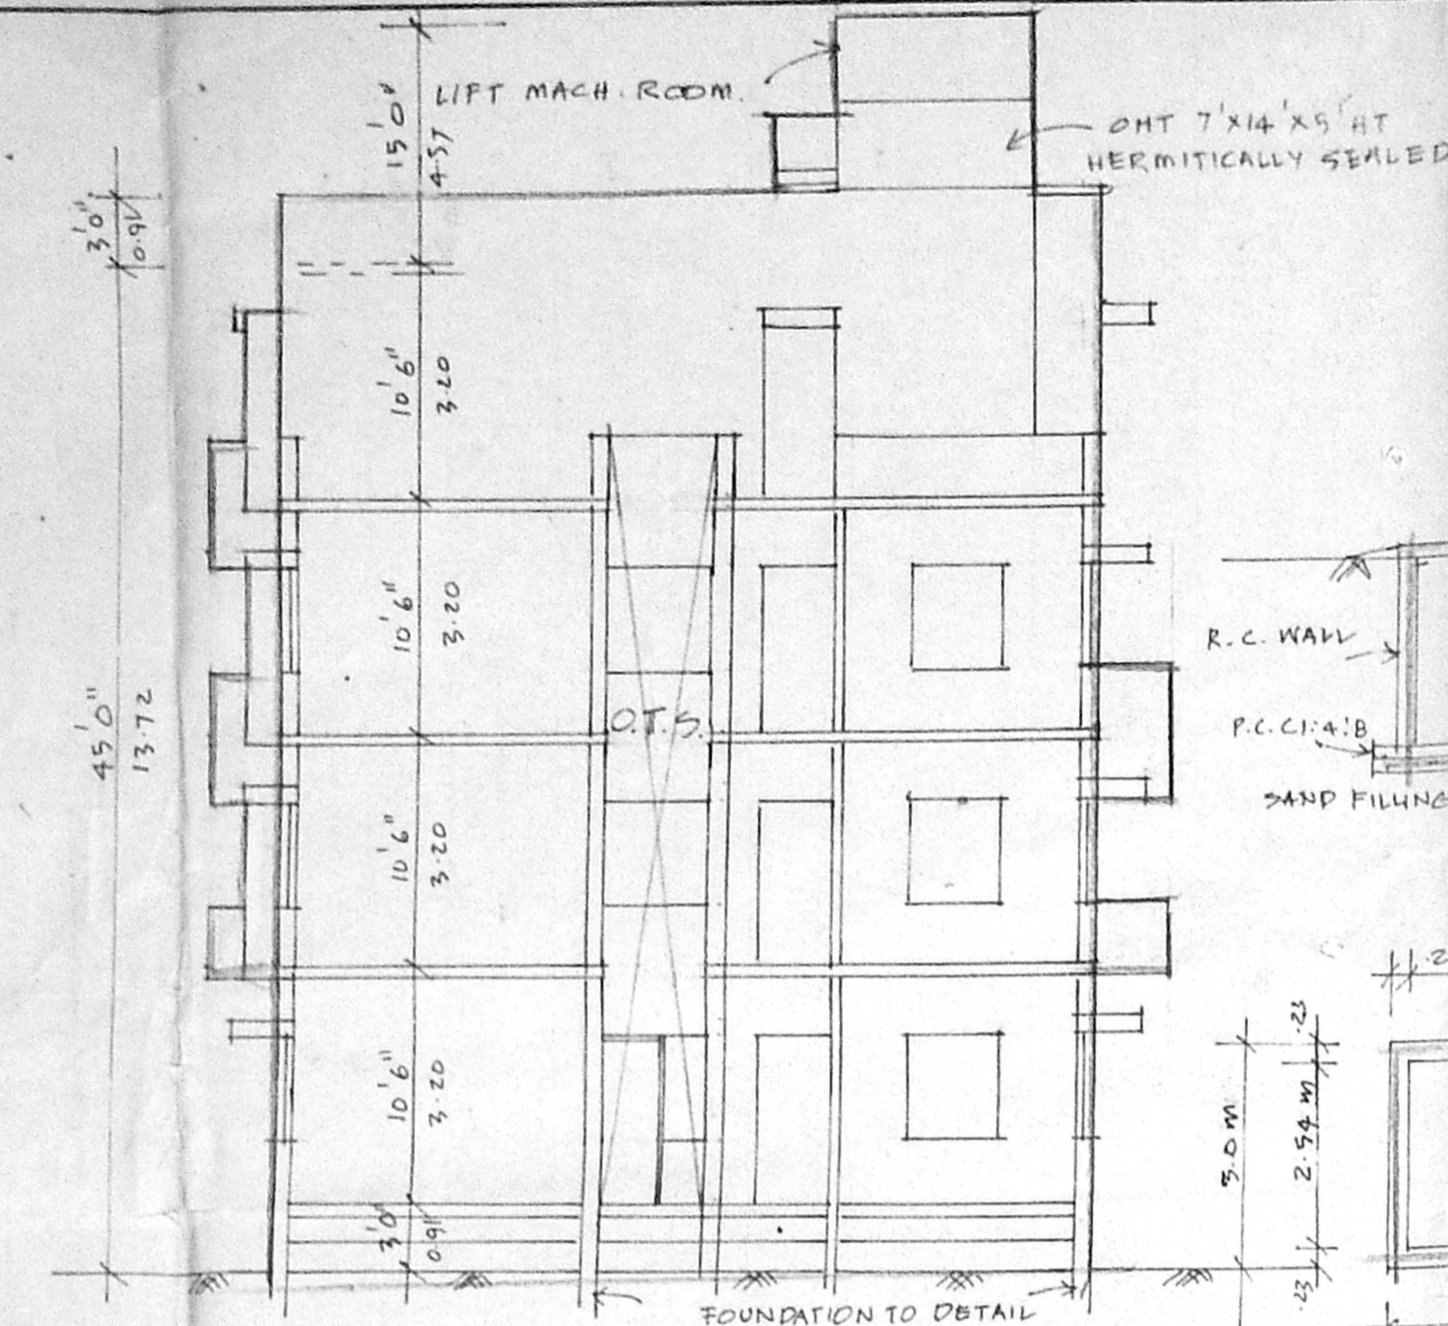 15'0"
4.57
LIFT MACH. ROOM.
OHT 7'X14'X5' HT
HERMITICALLY SEALED
3'0"
0.91
10'6"
3.20
10'6"
3.20
R.C. WALL
45'0"
13.72
O.T.S.
P.C.C1:4:8
SAND FILLING
10'6"
3.20
10'6"
3.20
.23
3.0 m
2.54 m
3'0"
0.91
.23
FOUNDATION TO DETAIL